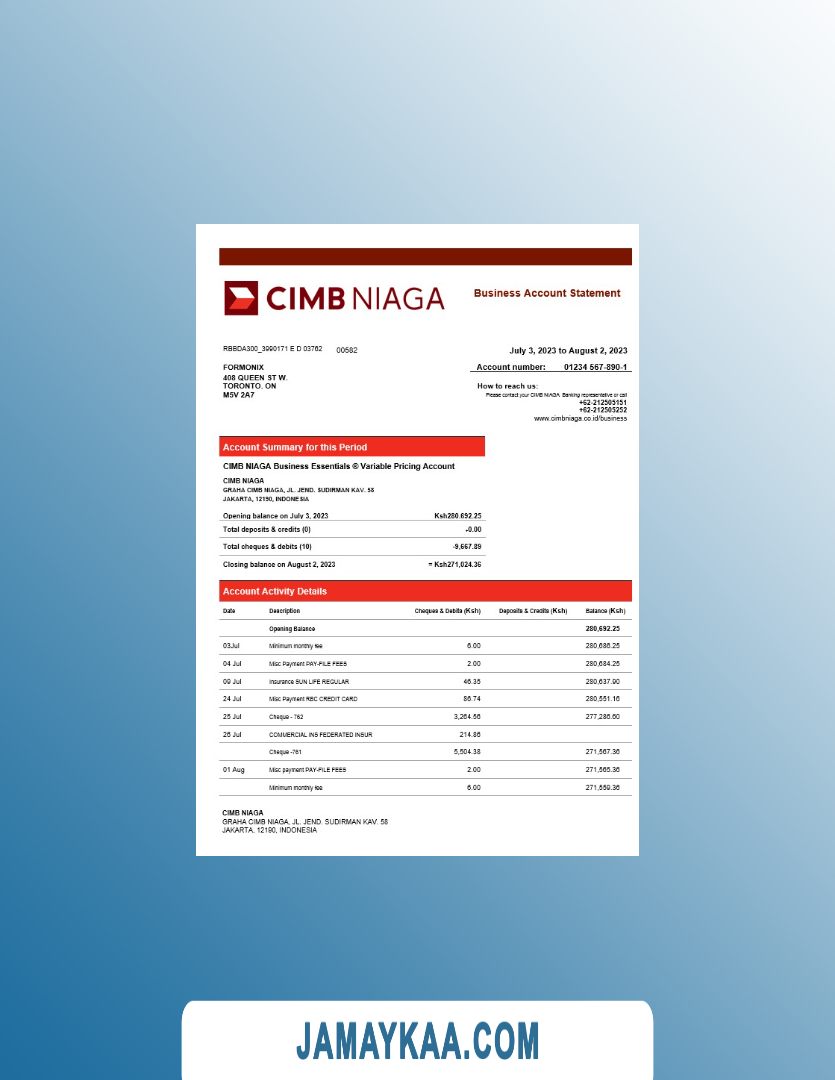 CIMB NIAGA
Business Account Statement
RBBDA300_3990171 E D 03762 00582
July 3, 2023 to August 2, 2023
FORMONIX
408 QUEEN ST W.
TORONTO. ON
M5V 2A7
Account number: 01234 567-890-1
How to reach us:
Please contact your CIMB NIAGA Banking representative or call
+62-212505151
+62-212505252
www.cimbniaga.co.id/business
Account Summary for this Period
CIMB NIAGA Business Essentials ® Variable Pricing Account
CIMB NIAGA
GRAHA CIMB NIAGA, JL. JEND. SUDIRMAN KAV. 58
JAKARTA, 12190, INDONESIA
Opening balance on July 3, 2023 Ksh280.692.25
Total deposits & credits (0) +0.00
Total cheques & debits (10) -9,667.89
Closing balance on August 2, 2023 = Ksh271,024.36
Account Activity Details
Date Description Cheques & Debits (Ksh) Deposits & Credits (Ksh) Balance (Ksh)
Opening Balance 280,692.25
03Jul Minimum monthly fee 6.00 280,686.25
04 Jul Misc Payment PAY-FILE FEES 2.00 280,684.25
09 Jul Insurance SUN LIFE REGULAR 46.35 280,637.90
24 Jul Misc Payment RBC CREDIT CARD 86.74 280,551.16
25 Jul Cheque - 762 3,264.56 277,286.60
26 Jul COMMERCIAL INS FEDERATED INSUR 214.86
Cheque -761 5,504.38 271,567.36
01 Aug Misc payment PAY-FILE FEES 2.00 271,565.36
Minimum monthly fee 6.00 271,559.36
CIMB NIAGA
GRAHA CIMB NIAGA, JL. JEND. SUDIRMAN KAV. 58
JAKARTA, 12190, INDONESIA
JAMAYKAA.COM